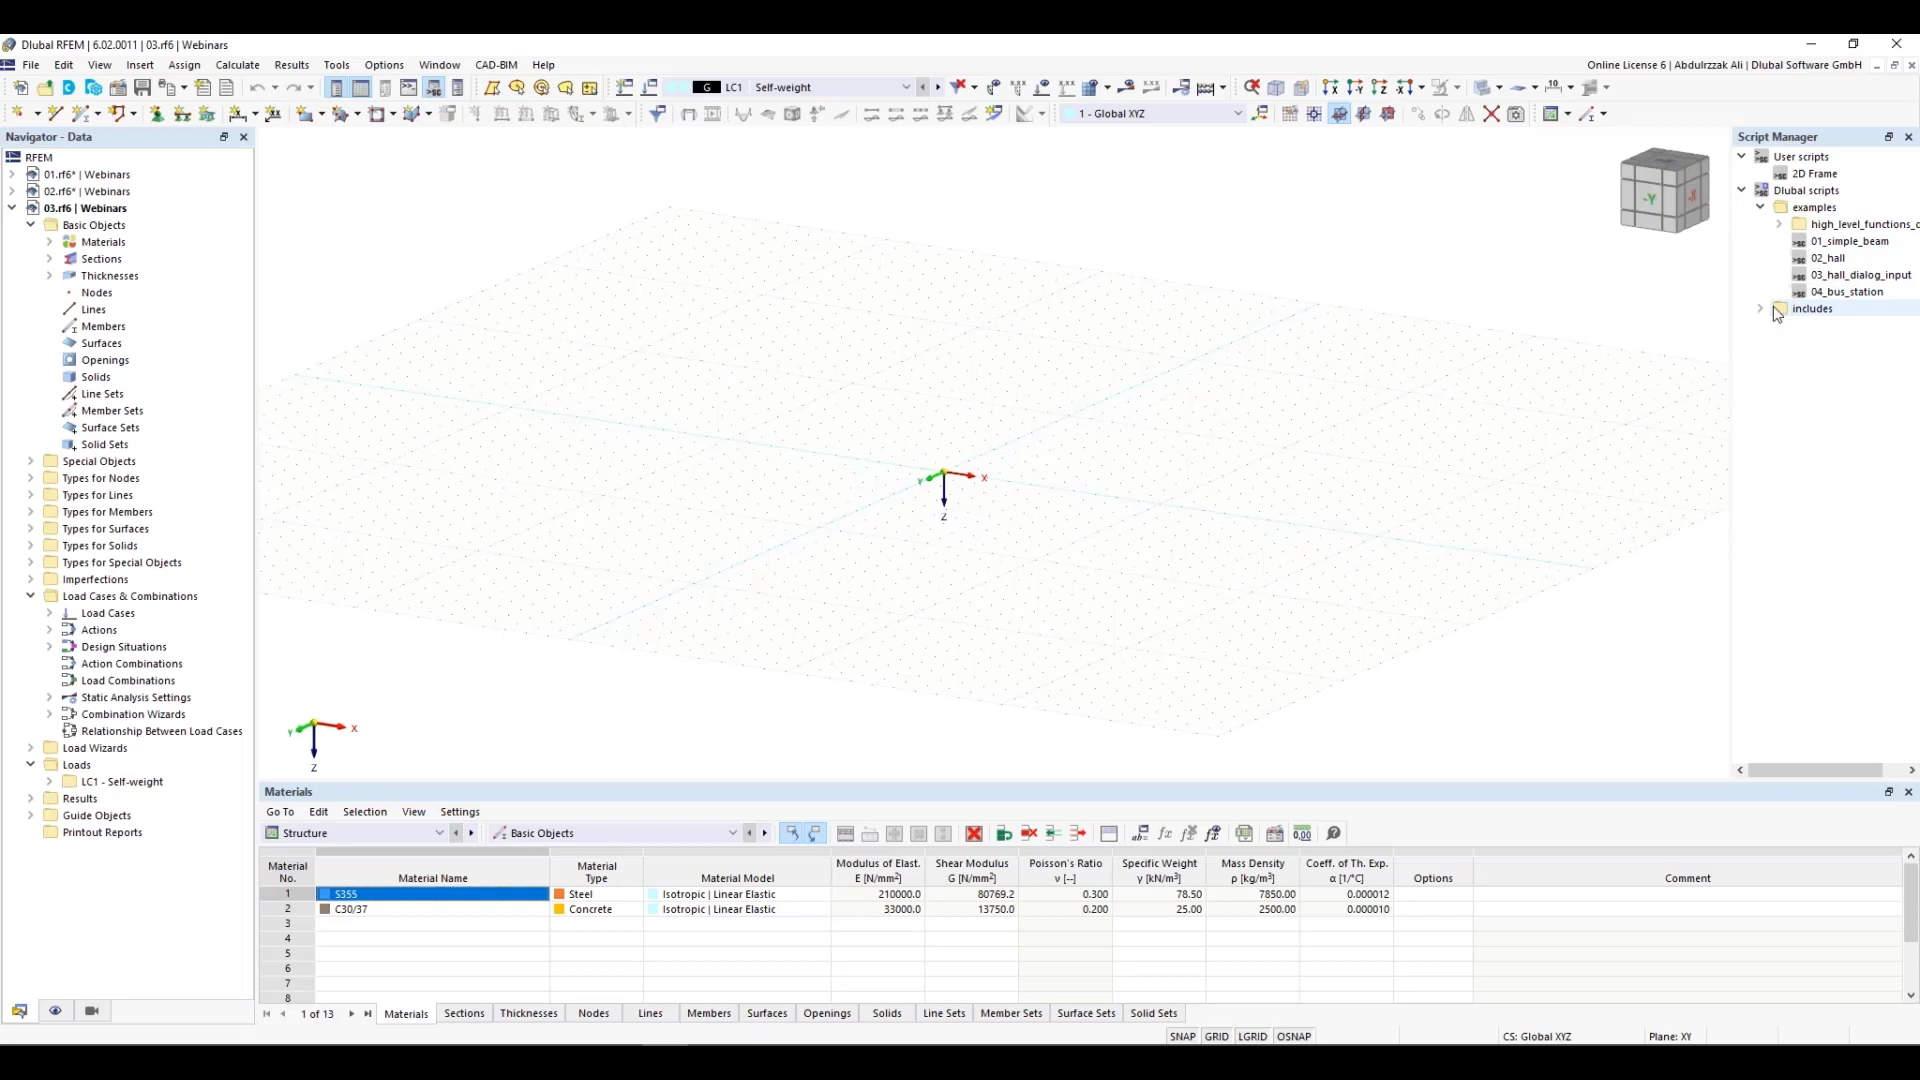 Dlubal RFEM | 6.02.0011 | 03.rf6 | Webinars
File Edit View Insert Assign Calculate Results Tools Options Window CAD-BIM Help
Online License 6 | Abdulrzzak Ali | Dlubal Software GmbH
G LC1 Self-weight
1 - Global XYZ
Navigator - Data
RFEM
01.rf6* | Webinars
02.rf6* | Webinars
03.rf6 | Webinars
Basic Objects
Materials
Sections
Thicknesses
Nodes
Lines
Members
Surfaces
Openings
Solids
Line Sets
Member Sets
Surface Sets
Solid Sets
Special Objects
Types for Nodes
Types for Lines
Types for Members
Types for Surfaces
Types for Solids
Types for Special Objects
Imperfections
Load Cases & Combinations
Load Cases
Actions
Design Situations
Action Combinations
Load Combinations
Static Analysis Settings
Combination Wizards
Relationship Between Load Cases
Load Wizards
Loads
LC1 - Self-weight
Results
Guide Objects
Printout Reports
-Y -X
Y X
Z
Y X
Z
Script Manager
User scripts
2D Frame
Dlubal scripts
examples
high_level_functions_c
01_simple_beam
02_hall
03_hall_dialog_input
04_bus_station
includes
Materials
Go To Edit Selection View Settings
Structure Basic Objects
Material No. Material Name Material Type Material Model Modulus of Elast. E [N/mm²] Shear Modulus G [N/mm²] Poisson's Ratio ν [--] Specific Weight γ [kN/m³] Mass Density ρ [kg/m³] Coeff. of Th. Exp. α [1/°C] Options Comment
1 S355 Steel Isotropic | Linear Elastic 210000.0 80769.2 0.300 78.50 7850.00 0.000012
2 C30/37 Concrete Isotropic | Linear Elastic 33000.0 13750.0 0.200 25.00 2500.00 0.000010
3
4
5
6
7
8
1 of 13 Materials Sections Thicknesses Nodes Lines Members Surfaces Openings Solids Line Sets Member Sets Surface Sets Solid Sets
SNAP GRID LGRID OSNAP CS: Global XYZ Plane: XY